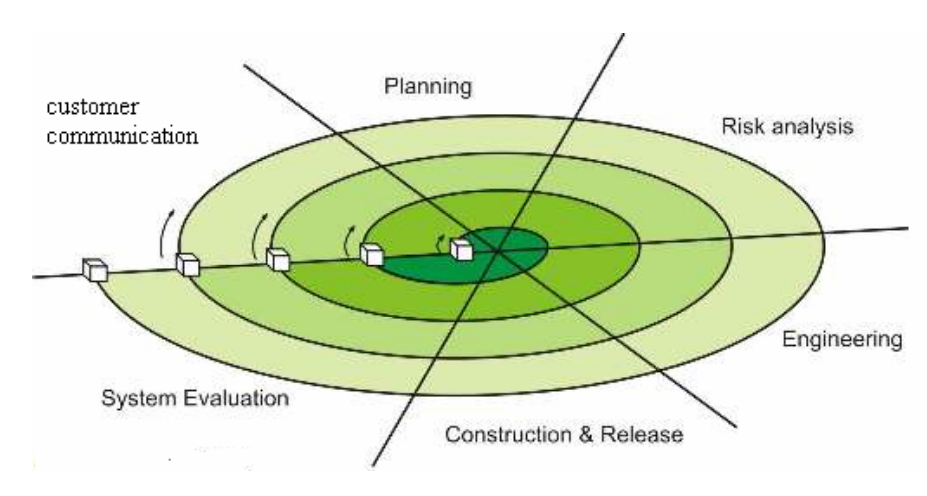 Planning
customer
communication
Risk analysis
Engineering
System Evaluation
Construction & Release